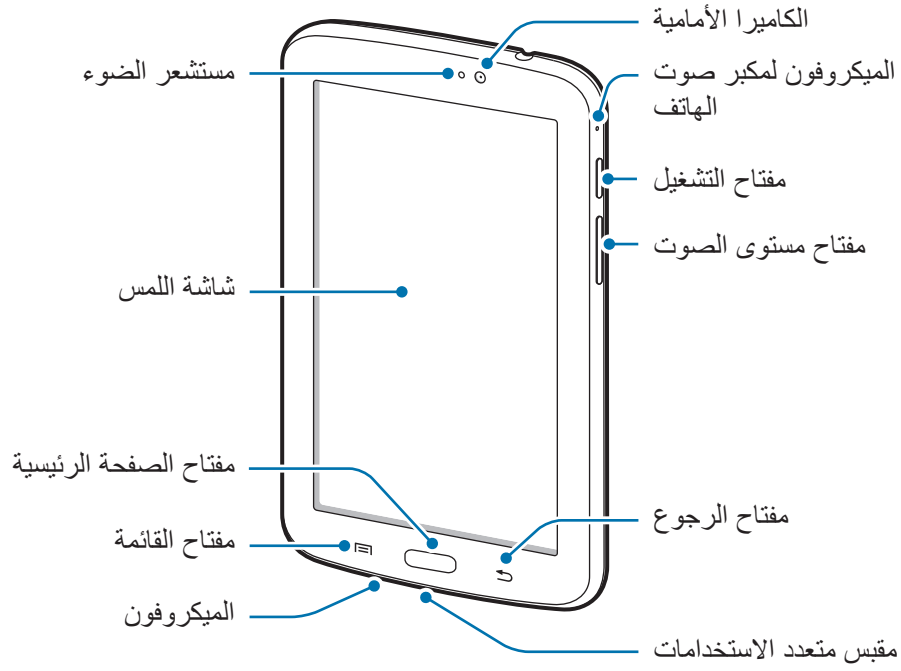 الكاميرا الأمامية
مستشعر الضوء
الميكروفون لمكبر صوت
الهاتف
مفتاح التشغيل
مفتاح مستوى الصوت
شاشة اللمس
مفتاح الصفحة الرئيسية
مفتاح الرجوع
مفتاح القائمة
الميكروفون
مقبس متعدد الاستخدامات